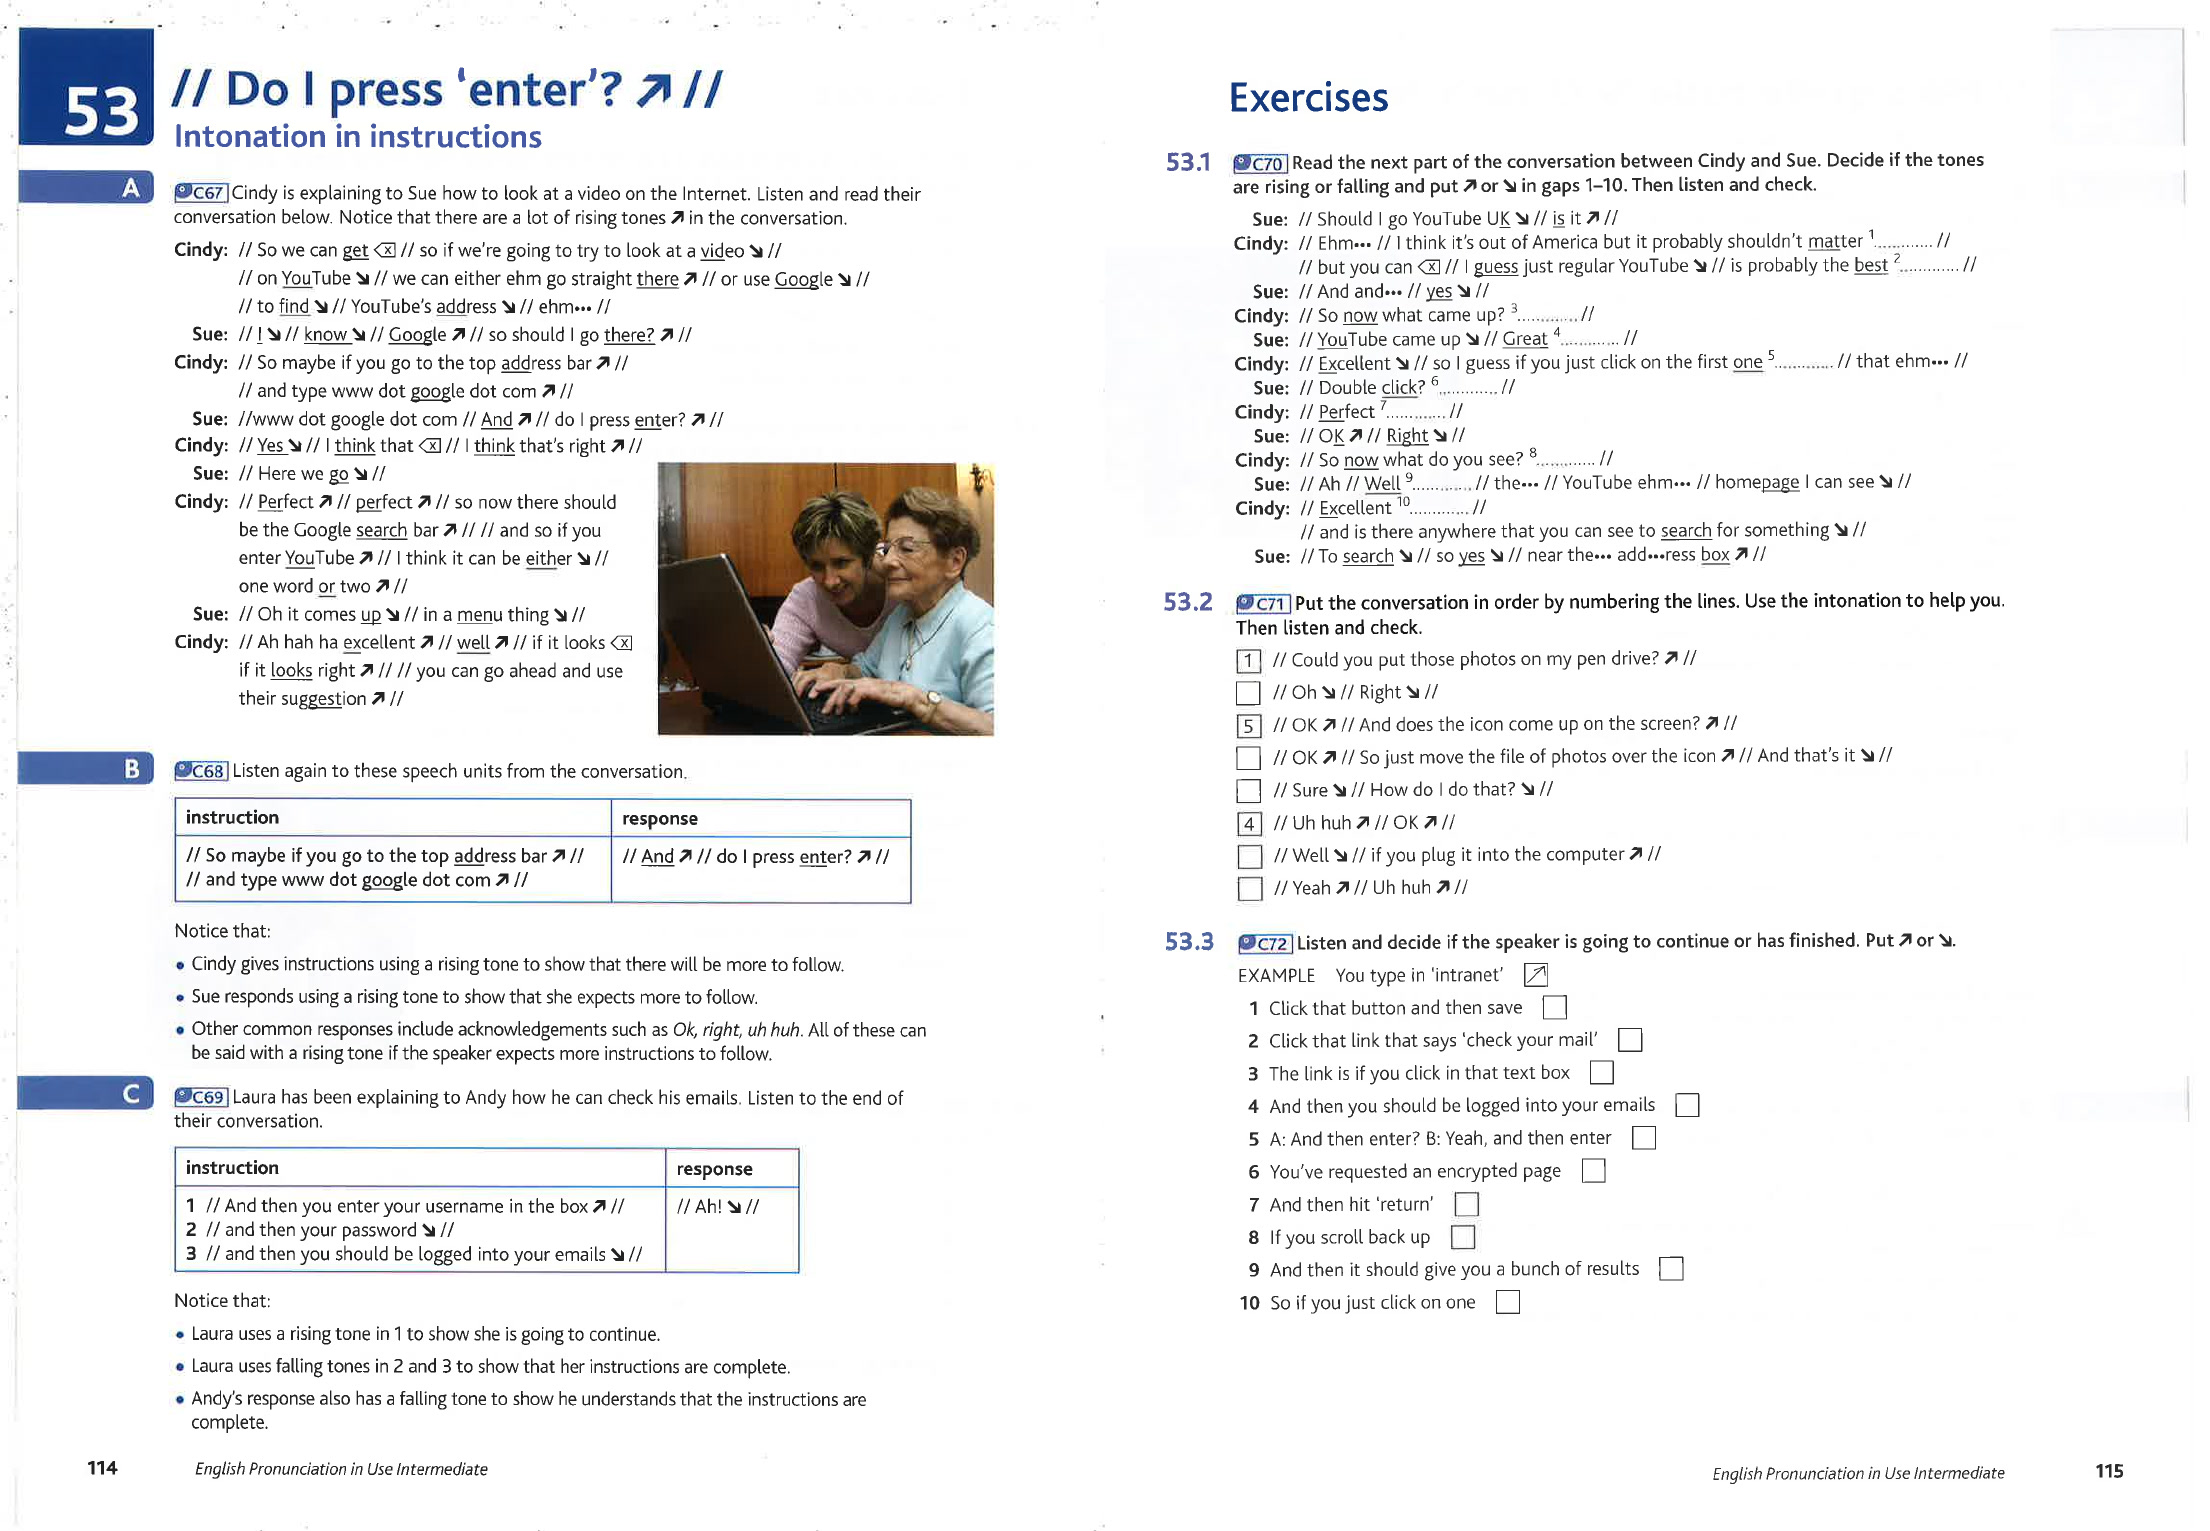 53
// Do I press 'enter'? ↗ //
Intonation in instructions
A
C67 Cindy is explaining to Sue how to look at a video on the Internet. Listen and read their
conversation below. Notice that there are a lot of rising tones ↗ in the conversation.
Cindy: // So we can get ⌫ // so if we're going to try to look at a video ↘ //
// on YouTube ↘ // we can either ehm go straight there ↗ // or use Google ↘ //
// to find ↘ // YouTube's address ↘ // ehm••• //
Sue: // I ↘ // know ↘ // Google ↗ // so should I go there? ↗ //
Cindy: // So maybe if you go to the top address bar ↗ //
// and type www dot google dot com ↗ //
Sue: //www dot google dot com // And ↗ // do I press enter? ↗ //
Cindy: // Yes ↘ // I think that ⌫ // I think that's right ↗ //
Sue: // Here we go ↘ //
Cindy: // Perfect ↗ // perfect ↗ // so now there should
be the Google search bar ↗ // // and so if you
enter YouTube ↗ // I think it can be either ↘ //
one word or two ↗ //
Sue: // Oh it comes up ↘ // in a menu thing ↘ //
Cindy: // Ah hah ha excellent ↗ // well ↗ // if it looks ⌫
if it looks right ↗ // // you can go ahead and use
their suggestion ↗ //
B
C68 Listen again to these speech units from the conversation.
instruction response
// So maybe if you go to the top address bar ↗ // // And ↗ // do I press enter? ↗ //
// and type www dot google dot com ↗ //
Notice that:
• Cindy gives instructions using a rising tone to show that there will be more to follow.
• Sue responds using a rising tone to show that she expects more to follow.
• Other common responses include acknowledgements such as Ok, right, uh huh. All of these can
be said with a rising tone if the speaker expects more instructions to follow.
C
C69 Laura has been explaining to Andy how he can check his emails. Listen to the end of
their conversation.
instruction response
1 // And then you enter your username in the box ↗ // // Ah! ↘ //
2 // and then your password ↘ //
3 // and then you should be logged into your emails ↘ //
Notice that:
• Laura uses a rising tone in 1 to show she is going to continue.
• Laura uses falling tones in 2 and 3 to show that her instructions are complete.
• Andy's response also has a falling tone to show he understands that the instructions are
complete.
114 English Pronunciation in Use Intermediate
Exercises
53.1 C70 Read the next part of the conversation between Cindy and Sue. Decide if the tones
are rising or falling and put ↗ or ↘ in gaps 1–10. Then listen and check.
Sue: // Should I go YouTube UK ↘ // is it ↗ //
Cindy: // Ehm••• // I think it's out of America but it probably shouldn't matter 1............. //
// but you can ⌫ // I guess just regular YouTube ↘ // is probably the best 2............. //
Sue: // And and••• // yes ↘ //
Cindy: // So now what came up? 3............. //
Sue: // YouTube came up ↘ // Great 4............. //
Cindy: // Excellent ↘ // so I guess if you just click on the first one 5............. // that ehm••• //
Sue: // Double click? 6............. //
Cindy: // Perfect 7............. //
Sue: // OK ↗ // Right ↘ //
Cindy: // So now what do you see? 8............. //
Sue: // Ah // Well 9............. // the••• // YouTube ehm••• // homepage I can see ↘ //
Cindy: // Excellent 10............. //
// and is there anywhere that you can see to search for something ↘ //
Sue: // To search ↘ // so yes ↘ // near the••• add•••ress box ↗ //
53.2 C71 Put the conversation in order by numbering the lines. Use the intonation to help you.
Then listen and check.
1 // Could you put those photos on my pen drive? ↗ //
// Oh ↘ // Right ↘ //
5 // OK ↗ // And does the icon come up on the screen? ↗ //
// OK ↗ // So just move the file of photos over the icon ↗ // And that's it ↘ //
// Sure ↘ // How do I do that? ↘ //
4 // Uh huh ↗ // OK ↗ //
// Well ↘ // if you plug it into the computer ↗ //
// Yeah ↗ // Uh huh ↗ //
53.3 C72 Listen and decide if the speaker is going to continue or has finished. Put ↗ or ↘.
EXAMPLE You type in 'intranet' ↗
1 Click that button and then save
2 Click that link that says 'check your mail'
3 The link is if you click in that text box
4 And then you should be logged into your emails
5 A: And then enter? B: Yeah, and then enter
6 You've requested an encrypted page
7 And then hit 'return'
8 If you scroll back up
9 And then it should give you a bunch of results
10 So if you just click on one
English Pronunciation in Use Intermediate 115